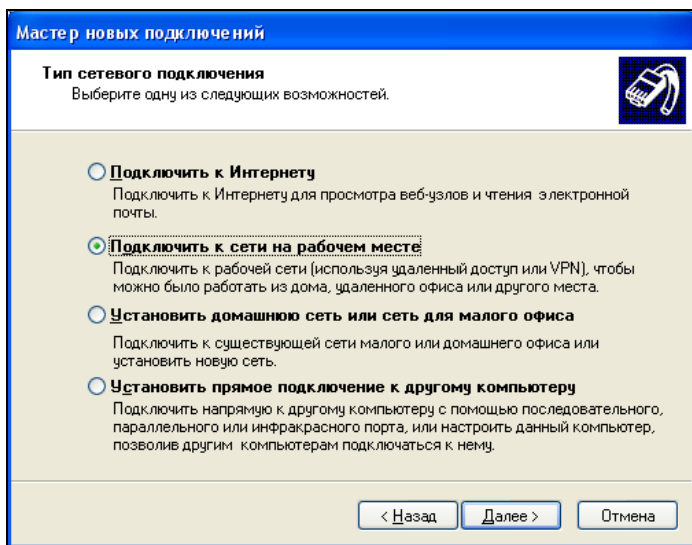 Мастер новых подключений
Тип сетевого подключения
Выберите одну из следующих возможностей.
Подключить к Интернету
Подключить к Интернету для просмотра веб-узлов и чтения электронной
почты.
Подключить к сети на рабочем месте
Подключить к рабочей сети (используя удаленный доступ или VPN), чтобы
можно было работать из дома, удаленного офиса или другого места.
Установить домашнюю сеть или сеть для малого офиса
Подключить к существующей сети малого или домашнего офиса или
установить новую сеть.
Установить прямое подключение к другому компьютеру
Подключить напрямую к другому компьютеру с помощью последовательного,
параллельного или инфракрасного порта, или настроить данный компьютер,
позволив другим компьютерам подключаться к нему.
< Назад Далее > Отмена